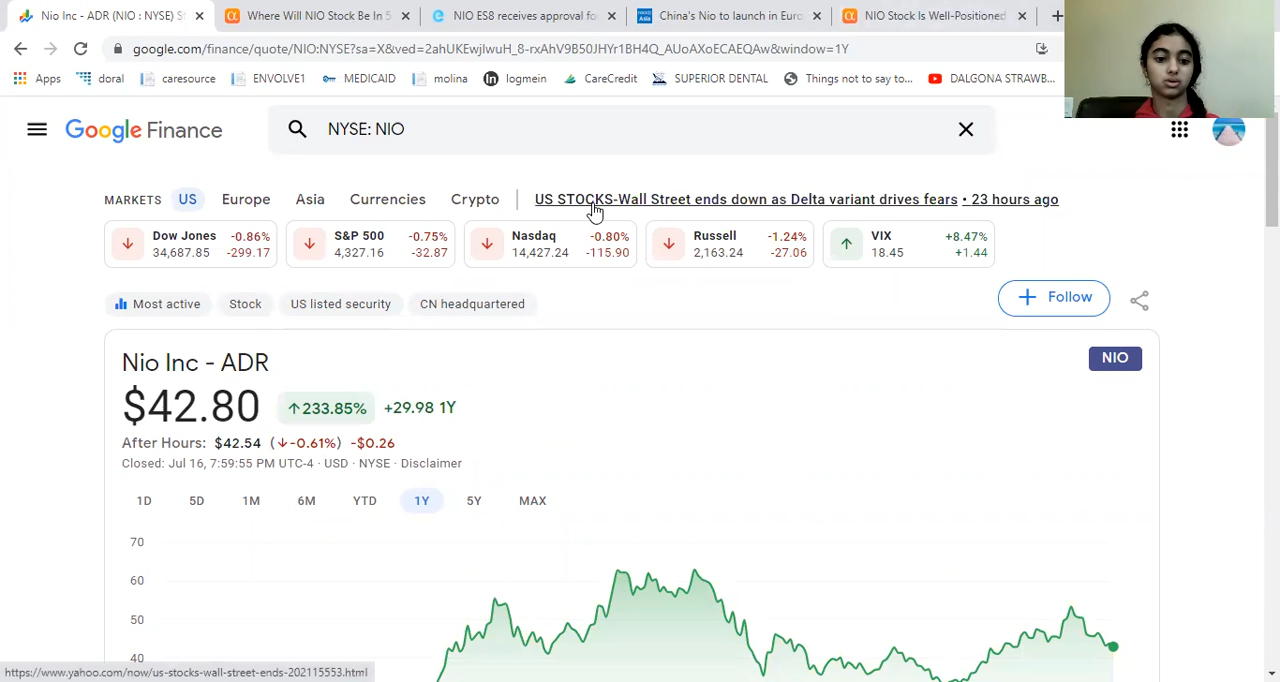 Nio Inc - ADR (NIO : NYSE) S
Where Will NIO Stock Be In 5
NIO ES8 receives approval fo
China's Nio to launch in Euro
NIO Stock Is Well-Positioned
google.com/finance/quote/NIO:NYSE?sa=X&ved=2ahUKEwjIwuH_8-rxAhV9B50JHYr1BH4Q_AUoAXoECAEQAw&window=1Y
Apps
doral
caresource
ENVOLVE1
MEDICAID
molina
logmein
CareCredit
SUPERIOR DENTAL
Things not to say to...
DALGONA STRAWB...
Google Finance
NYSE: NIO
MARKETS US Europe Asia Currencies Crypto
US STOCKS-Wall Street ends down as Delta variant drives fears • 23 hours ago
Dow Jones -0.86%
34,687.85 -299.17
S&P 500 -0.75%
4,327.16 -32.87
Nasdaq -0.80%
14,427.24 -115.90
Russell -1.24%
2,163.24 -27.06
VIX +8.47%
18.45 +1.44
Most active
Stock
US listed security
CN headquartered
Follow
Nio Inc - ADR
NIO
$42.80 ↑233.85% +29.98 1Y
After Hours: $42.54 (↓-0.61%) -$0.26
Closed: Jul 16, 7:59:55 PM UTC-4 · USD · NYSE · Disclaimer
1D 5D 1M 6M YTD 1Y 5Y MAX
70
60
50
40
https://www.yahoo.com/now/us-stocks-wall-street-ends-202115553.html